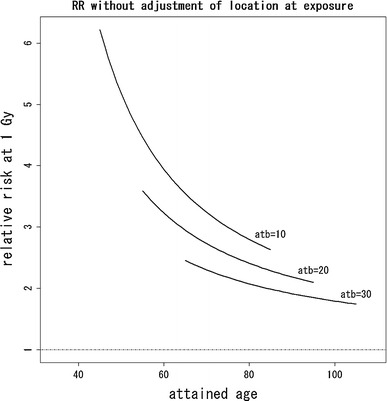 RR without adjustment of location at exposure
relative risk at 1 Gy
6
5
4
3
2
1
atb=10
atb=20
atb=30
40 60 80 100
attained age